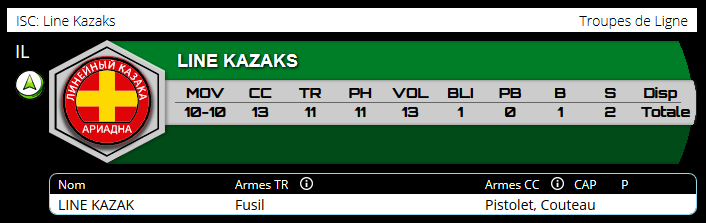 ISC: Line Kazaks Troupes de Ligne
IL
LINE KAZAKS
ЛИНЕЙНЫЙ КАЗАКА
АРИАДНА
MOV CC TR PH VOL BLI PB B S Disp
10-10 13 11 11 13 1 0 1 2 Totale
Nom Armes TR Armes CC CAP P
LINE KAZAK Fusil Pistolet, Couteau